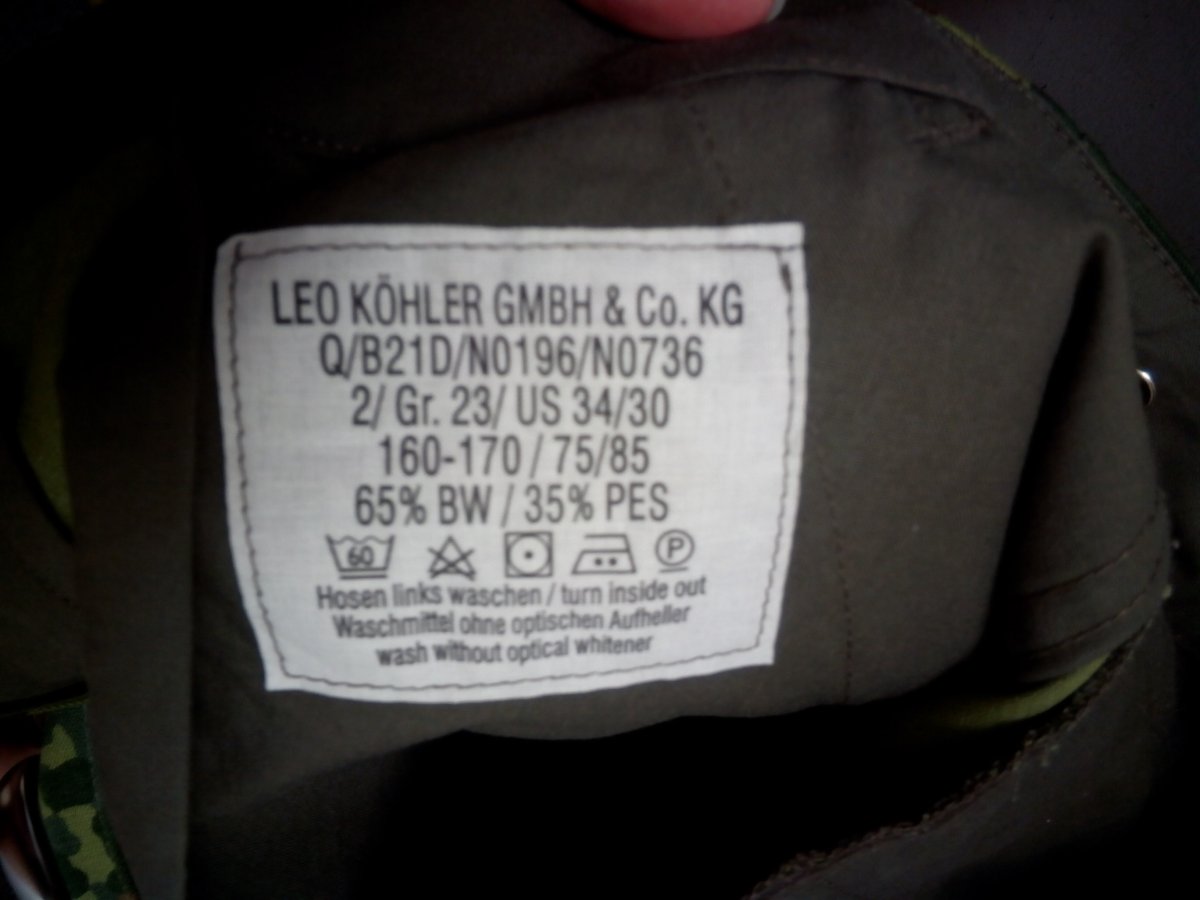 LEO KÖHLER GMBH & Co. KG
Q/B21D/N0196/N0736
2/ Gr. 23/ US 34/30
160-170 / 75/85
65% BW / 35% PES
60 P
Hosen links waschen / turn inside out
Waschmittel ohne optischen Aufheller
wash without optical whitener